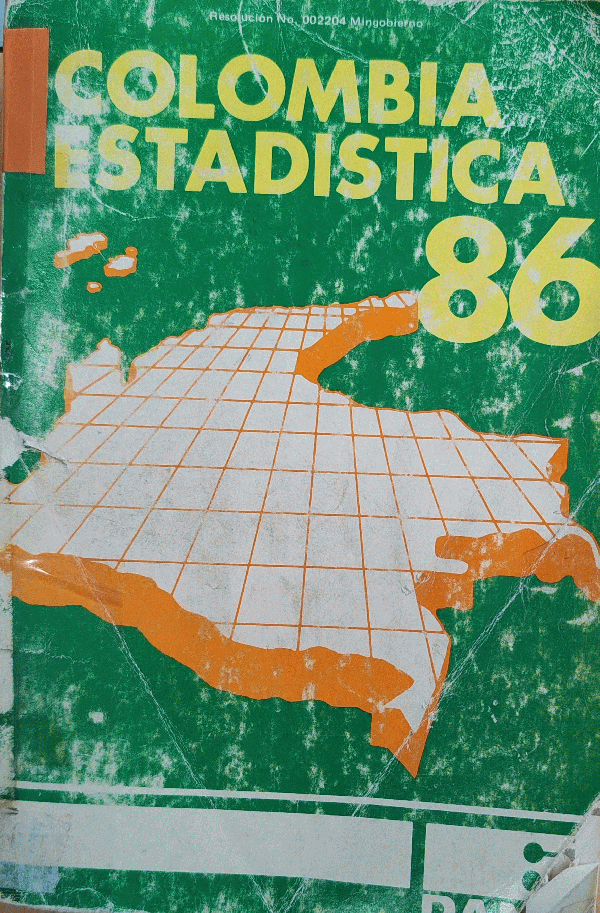 Resolución No. 002204 Mingobierno
COLOMBIA
ESTADISTICA
86